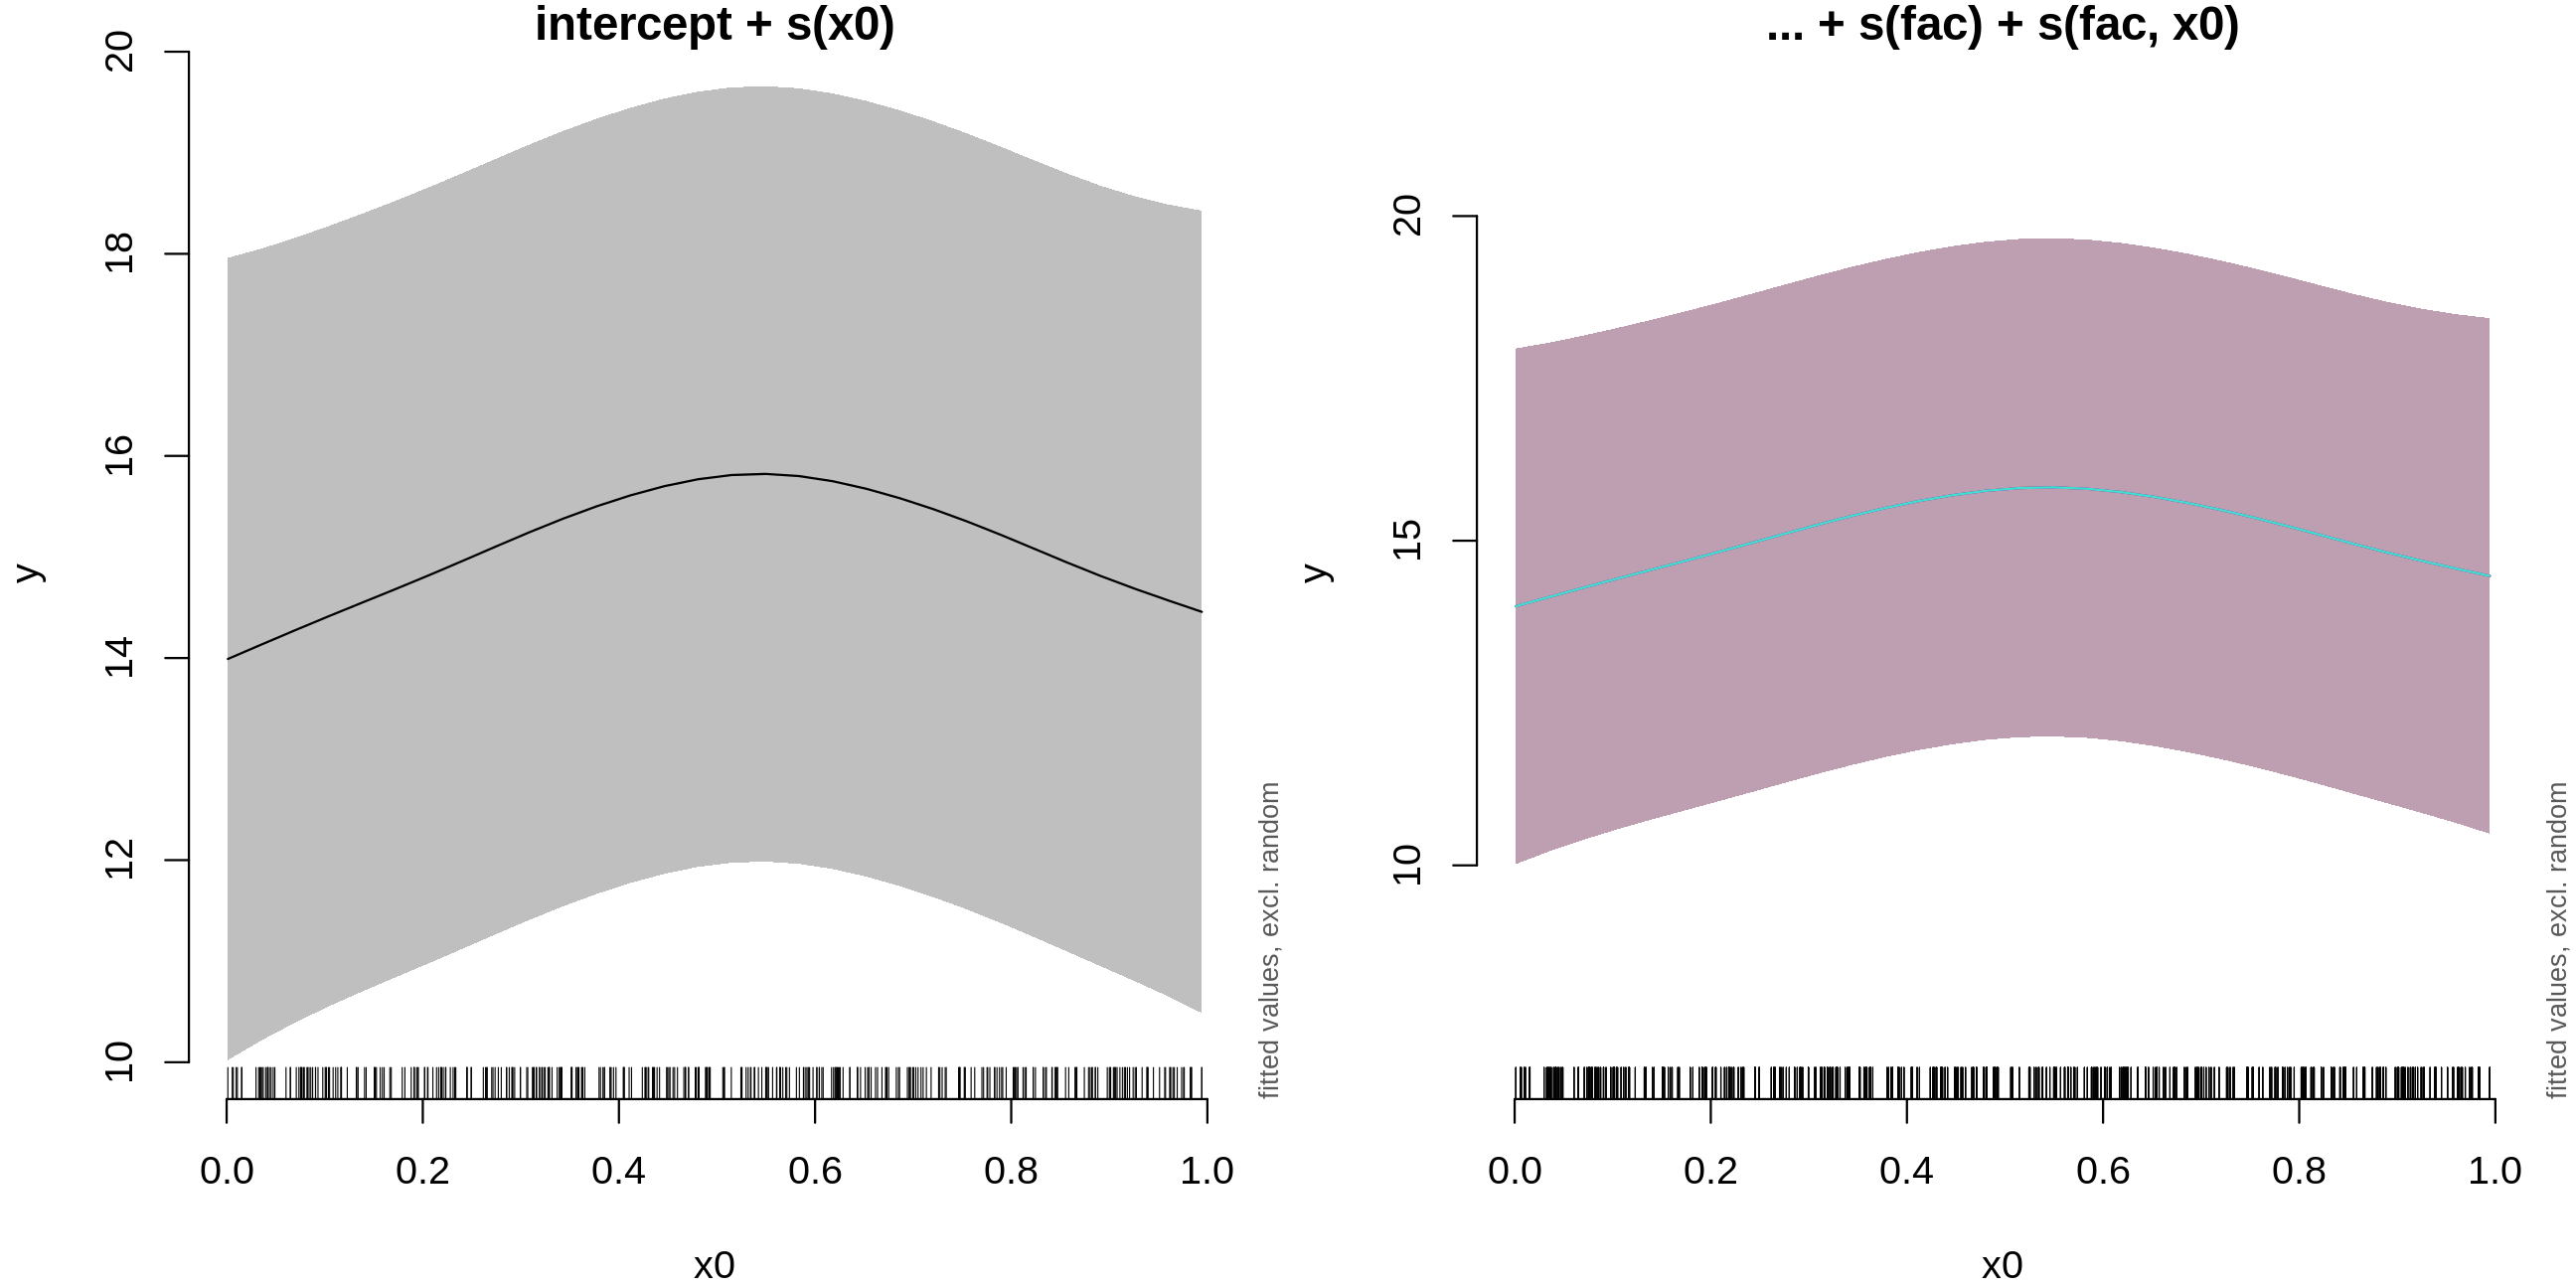 intercept + s(x0)
20
18
16
14
12
10
y
0.0 0.2 0.4 0.6 0.8 1.0
x0
fitted values, excl. random
... + s(fac) + s(fac, x0)
20
15
10
y
0.0 0.2 0.4 0.6 0.8 1.0
x0
fitted values, excl. random